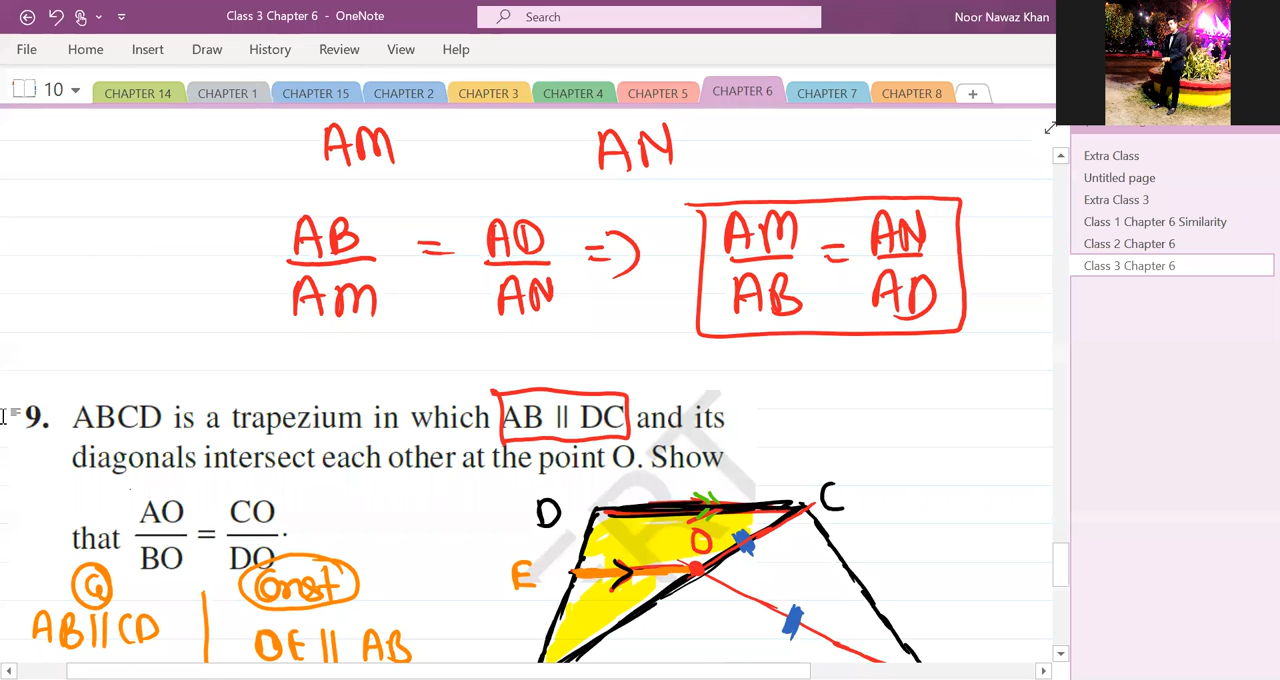 Class 3 Chapter 6 - OneNote
Search
Noor Nawaz Khan
File Home Insert Draw History Review View Help
10 CHAPTER 14 CHAPTER 1 CHAPTER 15 CHAPTER 2 CHAPTER 3 CHAPTER 4 CHAPTER 5 CHAPTER 6 CHAPTER 7 CHAPTER 8 +
Extra Class
Untitled page
Extra Class 3
Class 1 Chapter 6 Similarity
Class 2 Chapter 6
Class 3 Chapter 6
AM AN
AB/AM = AD/AN => AM/AB = AN/AD
9. ABCD is a trapezium in which AB || DC and its
diagonals intersect each other at the point O. Show
that AO/BO = CO/DO.
D C
O
E
G
Const
AB||CD
OE || AB